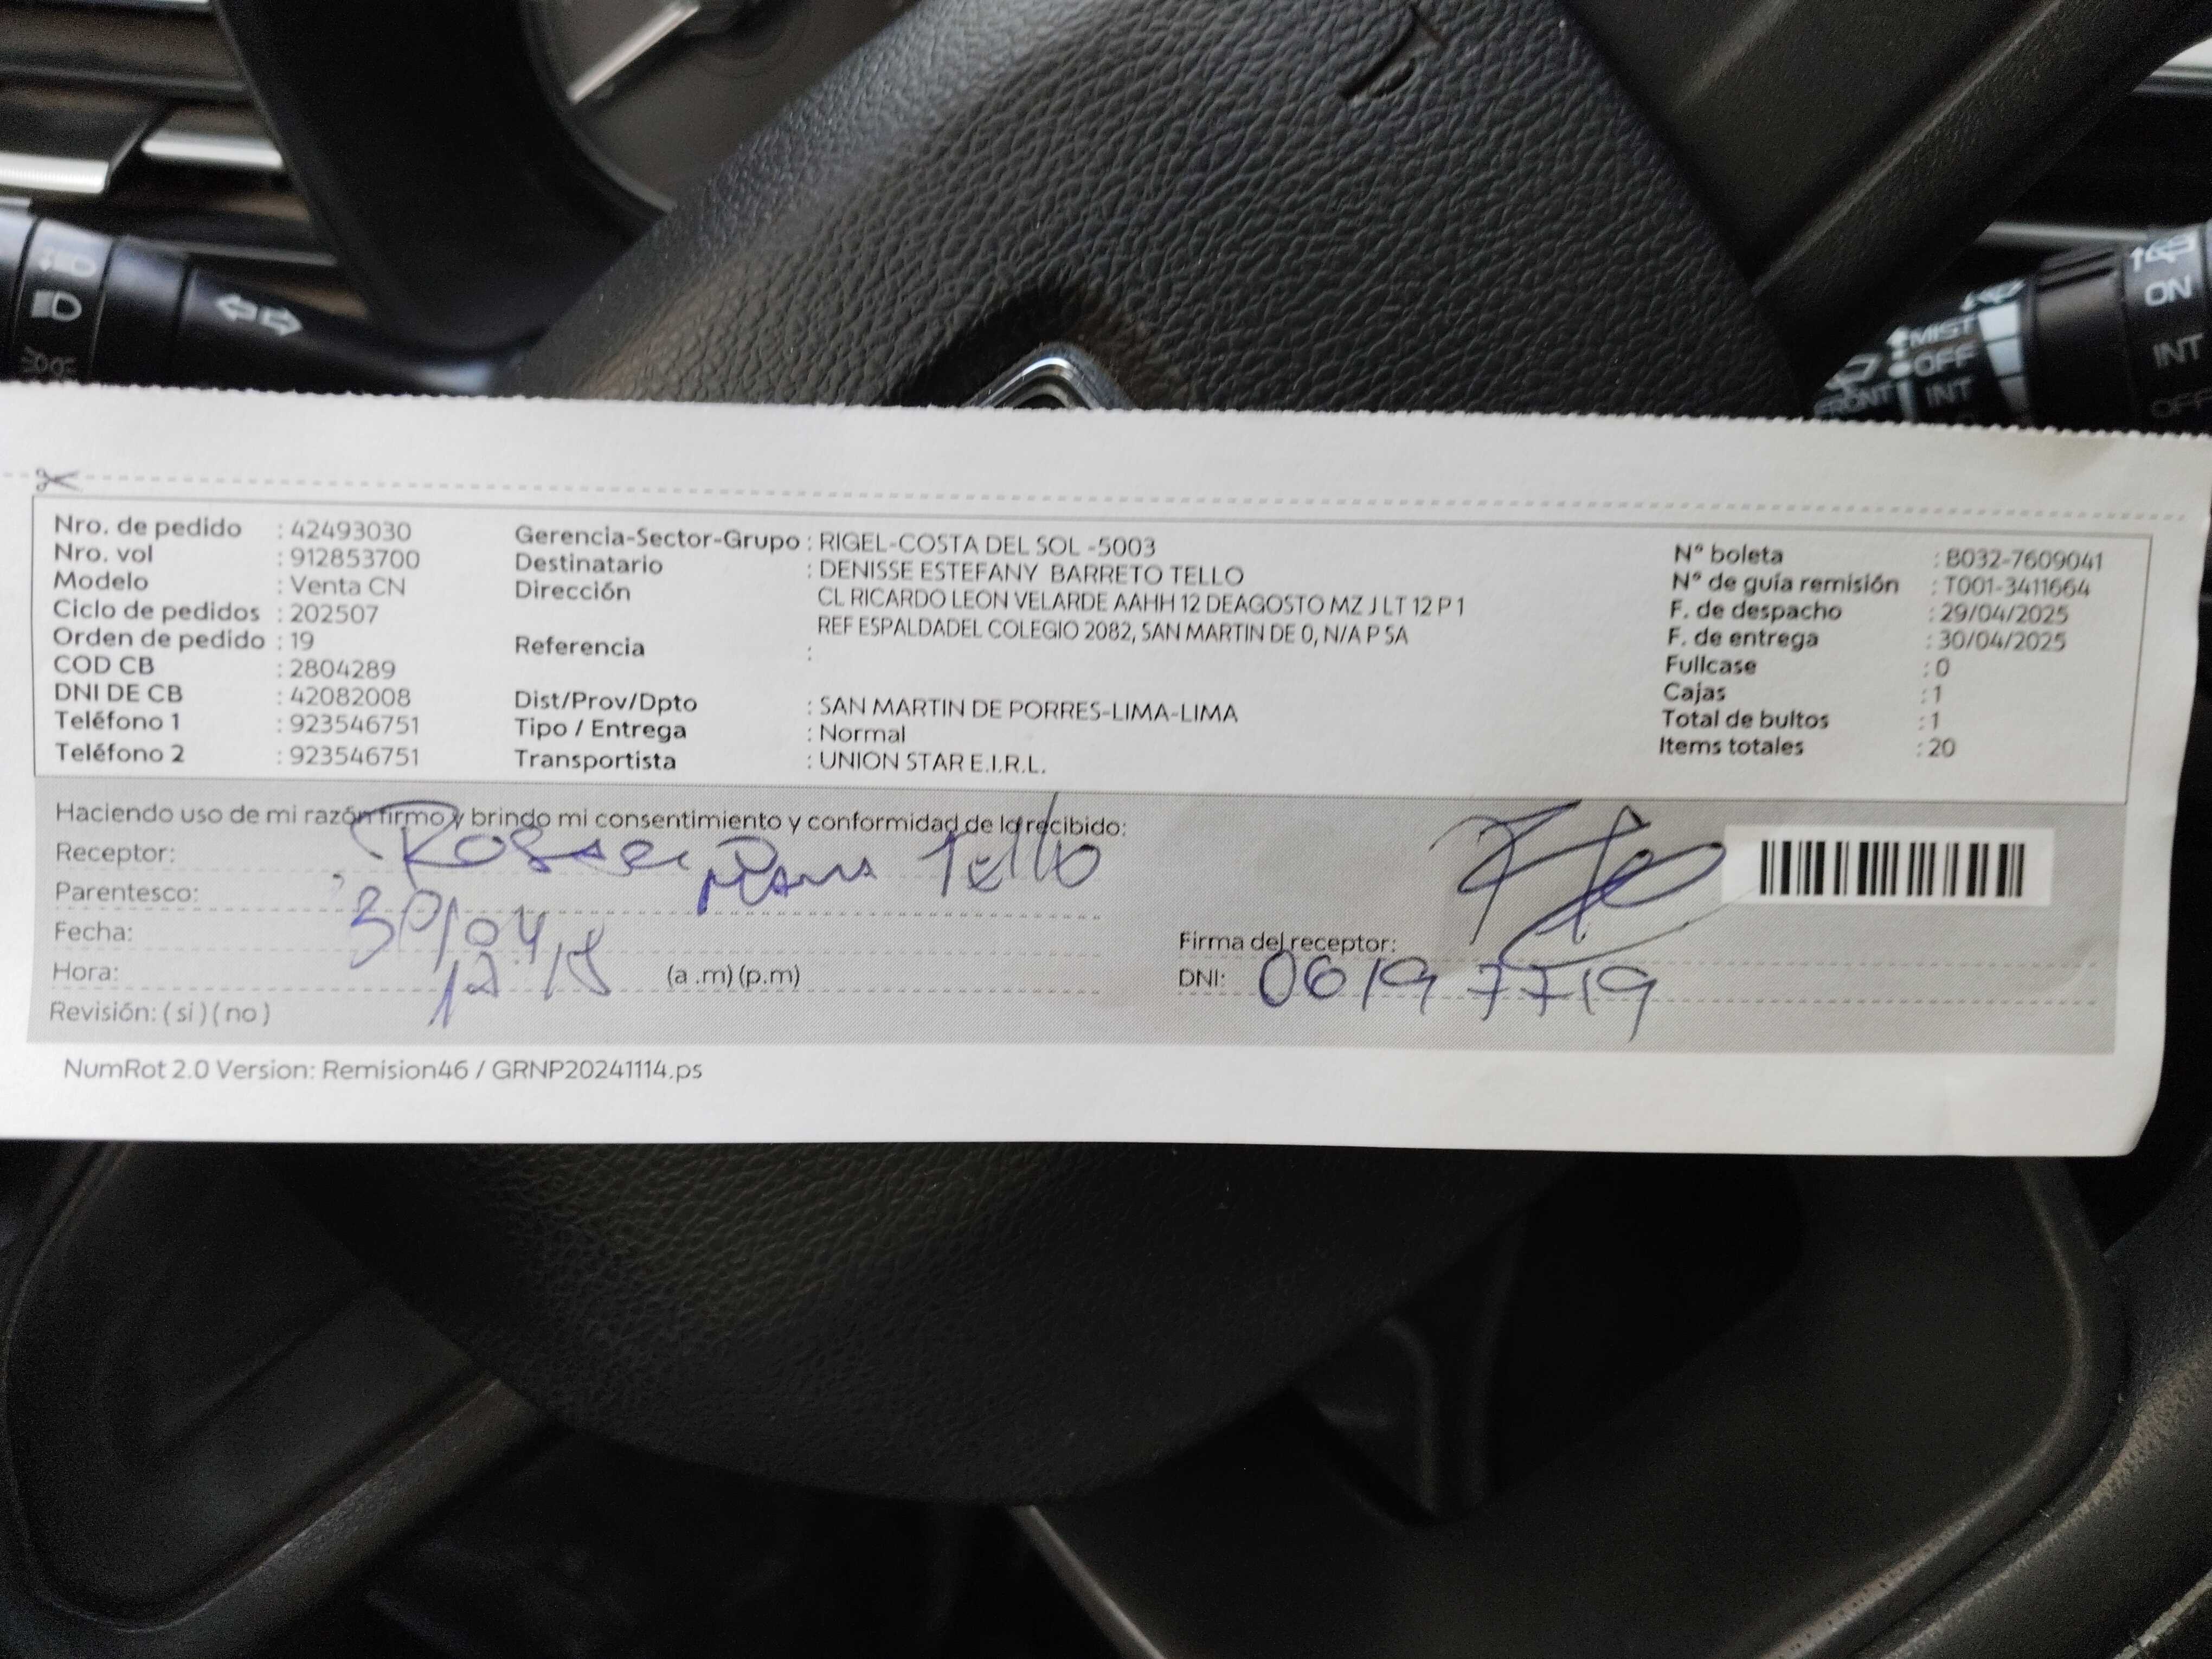 ON
INT
MIST
OFF
INT
FRONT
Nro. de pedido : 42493030
Nro. vol : 912853700
Modelo : Venta CN
Ciclo de pedidos : 202507
Orden de pedido : 19
COD CB : 2804289
DNI DE CB : 42082008
Teléfono 1 : 923546751
Teléfono 2 : 923546751
Gerencia-Sector-Grupo : RIGEL-COSTA DEL SOL -5003
Destinatario : DENISSE ESTEFANY BARRETO TELLO
Dirección : CL RICARDO LEON VELARDE AAHH 12 DEAGOSTO MZ J LT 12 P 1
REF ESPALDADEL COLEGIO 2082, SAN MARTIN DE 0, N/A P SA
Referencia :
Dist/Prov/Dpto : SAN MARTIN DE PORRES-LIMA-LIMA
Tipo / Entrega : Normal
Transportista : UNION STAR E.I.R.L.
N° boleta : B032-7609041
N° de guía remisión : T001-3411664
F. de despacho : 29/04/2025
F. de entrega : 30/04/2025
Fullcase : 0
Cajas : 1
Total de bultos : 1
Items totales : 20
Haciendo uso de mi razón firmo y brindo mi consentimiento y conformidad de lo recibido:
Receptor: Tello
Parentesco:
Fecha: 30/04
Hora: (a .m) (p.m)
Revisión: ( si ) ( no )
Firma del receptor:
DNI: 06197719
NumRot 2.0 Version: Remision46 / GRNP20241114.ps